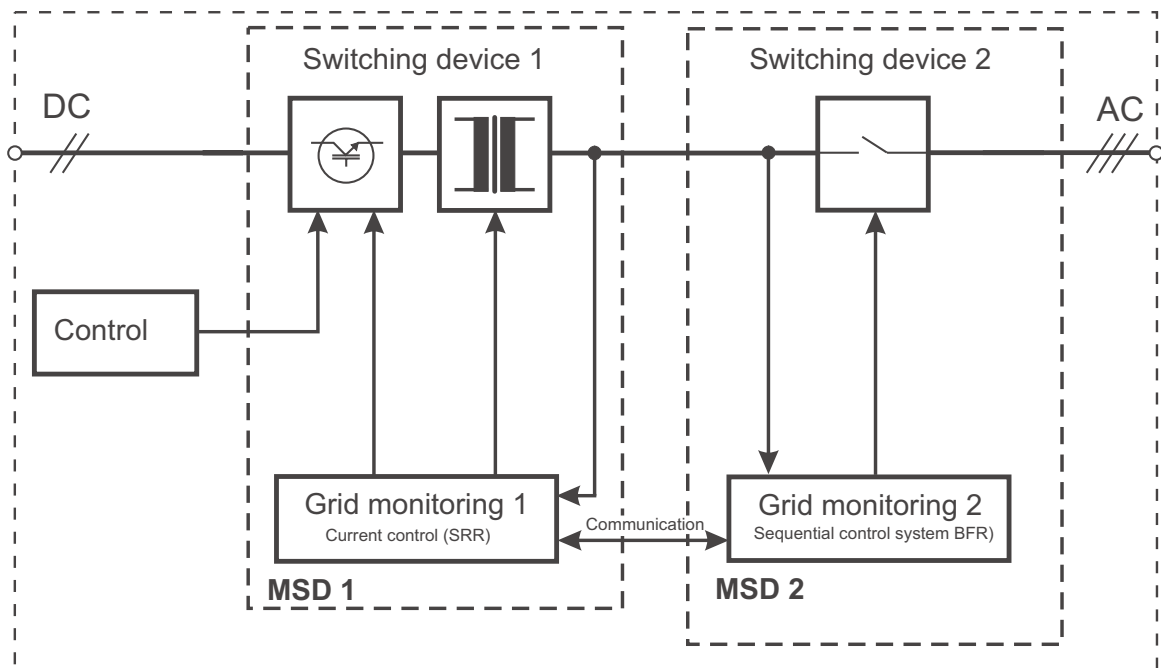 Switching device 1
Switching device 2
DC
AC
Control
Grid monitoring 1
Current control (SRR)
Communication
Grid monitoring 2
Sequential control system BFR)
MSD 1
MSD 2